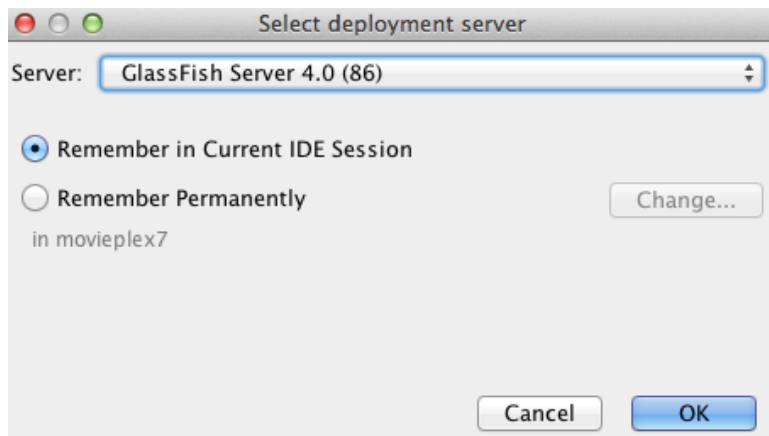 Select deployment server
Server: GlassFish Server 4.0 (86)
Remember in Current IDE Session
Remember Permanently Change...
in movieplex7
Cancel OK